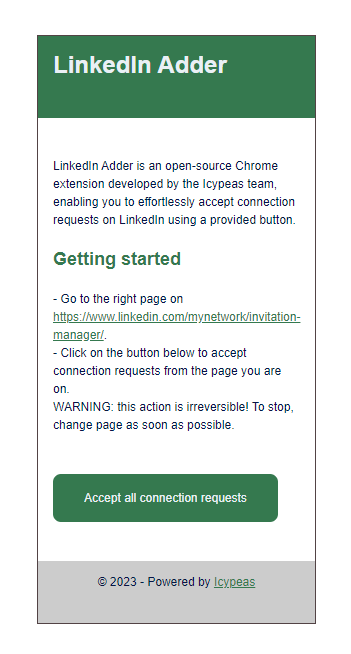 LinkedIn Adder
LinkedIn Adder is an open-source Chrome
extension developed by the Icypeas team,
enabling you to effortlessly accept connection
requests on LinkedIn using a provided button.
Getting started
- Go to the right page on
https://www.linkedin.com/mynetwork/invitation-
manager/.
- Click on the button below to accept
connection requests from the page you are
on.
WARNING: this action is irreversible! To stop,
change page as soon as possible.
Accept all connection requests
© 2023 - Powered by Icypeas